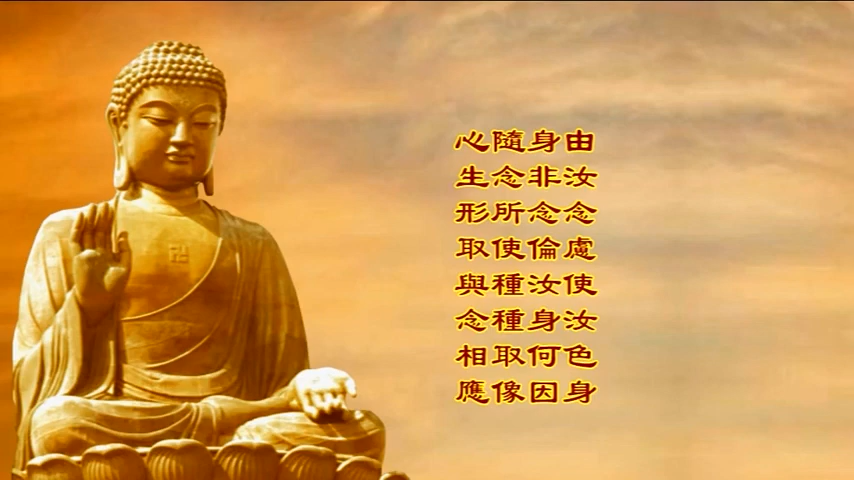 由汝念慮使汝色身
身非念倫汝身何因
隨念所使種種取像
心生形取與念相應